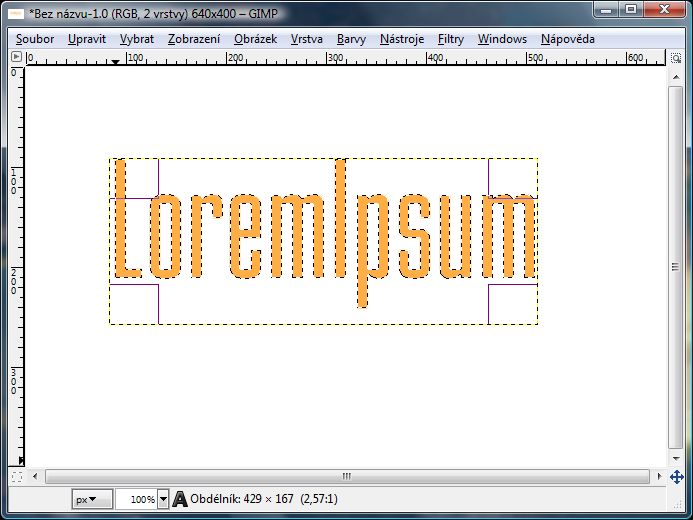 *Bez názvu-1.0 (RGB, 2 vrstvy) 640x400 – GIMP
Soubor Upravit Vybrat Zobrazení Obrázek Vrstva Barvy Nástroje Filtry Windows Nápověda
0 100 200 300 400 500 600
0
100
200
300
LoremIpsum
px 100% Obdélník: 429 × 167 (2,57:1)